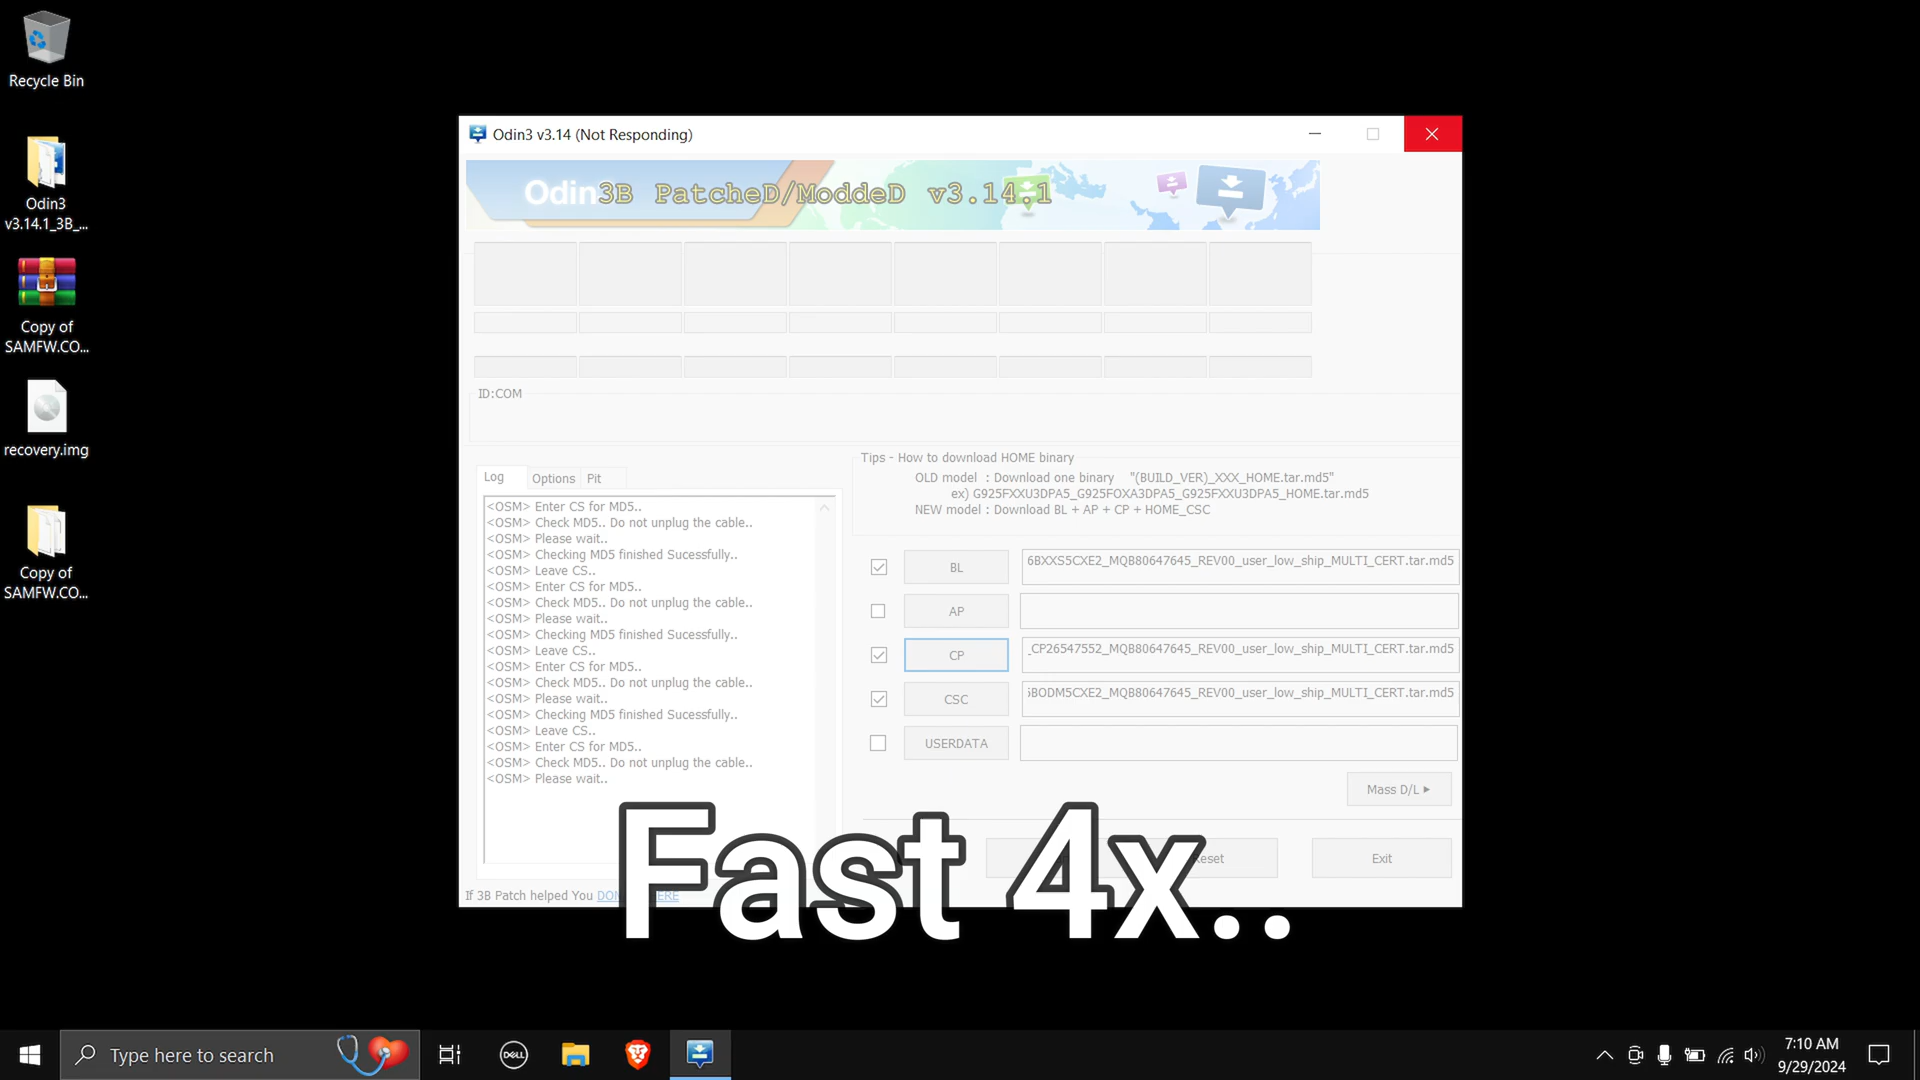 Recycle Bin
Odin3
v3.14.1_3B_...
Copy of
SAMFW.CO...
recovery.img
Copy of
SAMFW.CO...
Odin3 v3.14 (Not Responding)
Odin3B PatcheD/ModdeD v3.14.1
ID:COM
Log
Options
Pit
<OSM> Enter CS for MD5..
<OSM> Check MD5.. Do not unplug the cable..
<OSM> Please wait..
<OSM> Checking MD5 finished Sucessfully..
<OSM> Leave CS..
<OSM> Enter CS for MD5..
<OSM> Check MD5.. Do not unplug the cable..
<OSM> Please wait..
<OSM> Checking MD5 finished Sucessfully..
<OSM> Leave CS..
<OSM> Enter CS for MD5..
<OSM> Check MD5.. Do not unplug the cable..
<OSM> Please wait..
<OSM> Checking MD5 finished Sucessfully..
<OSM> Leave CS..
<OSM> Enter CS for MD5..
<OSM> Check MD5.. Do not unplug the cable..
<OSM> Please wait..
Tips - How to download HOME binary
OLD model : Download one binary "(BUILD_VER)_XXX_HOME.tar.md5"
ex) G925FXXU3DPA5_G925FOXA3DPA5_G925FXXU3DPA5_HOME.tar.md5
NEW model : Download BL + AP + CP + HOME_CSC
BL
6BXXS5CXE2_MQB80647645_REV00_user_low_ship_MULTI_CERT.tar.md5
AP
CP
_CP26547552_MQB80647645_REV00_user_low_ship_MULTI_CERT.tar.md5
CSC
BODM5CXE2_MQB80647645_REV00_user_low_ship_MULTI_CERT.tar.md5
USERDATA
Mass D/L
Exit
If 3B Patch helped You
Fast 4x..
Type here to search
DELL
7:10 AM
9/29/2024